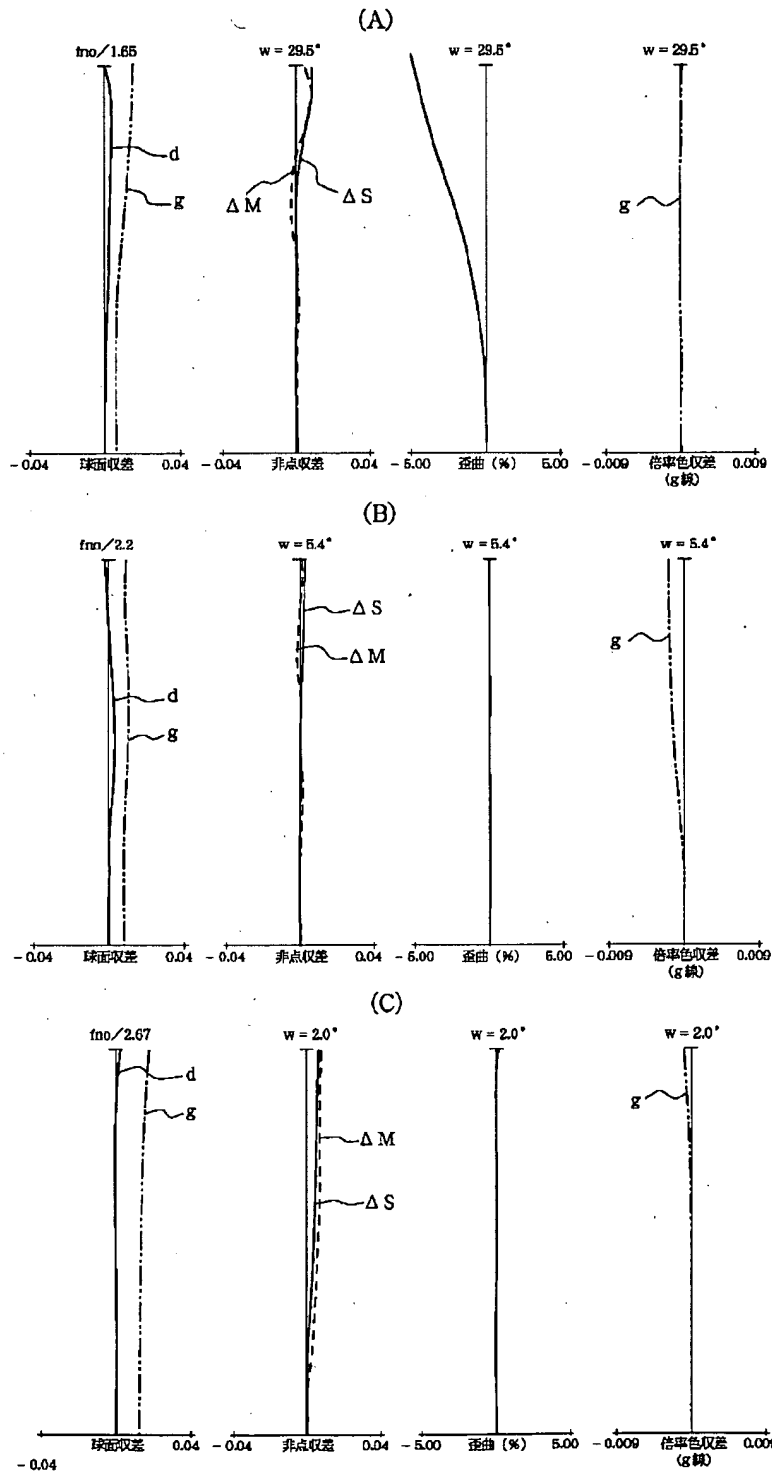 (A)
fno/1.65
w = 29.5°
w = 29.5°
w = 29.5°
d
g
ΔM
ΔS
g
-0.04 球面収差 0.04
非点収差 0.04
-5.00 歪曲 (%) 5.00
-0.009 倍率色収差 0.009
(g線)
(B)
fno/2.2
w = 5.4°
w = 5.4°
w = 5.4°
ΔS
ΔM
g
d
g
-0.04 球面収差 0.04
-0.04 非点収差 0.04
-5.00 歪曲 (%) 5.00
-0.009 倍率色収差 0.009
(g線)
(C)
fno/2.67
w = 2.0°
w = 2.0°
w = 2.0°
d
g
g
ΔM
ΔS
-0.04 球面収差 0.04
-0.04 非点収差 0.04
-5.00 歪曲 (%) 5.00
-0.009 倍率色収差 0.009
(g線)